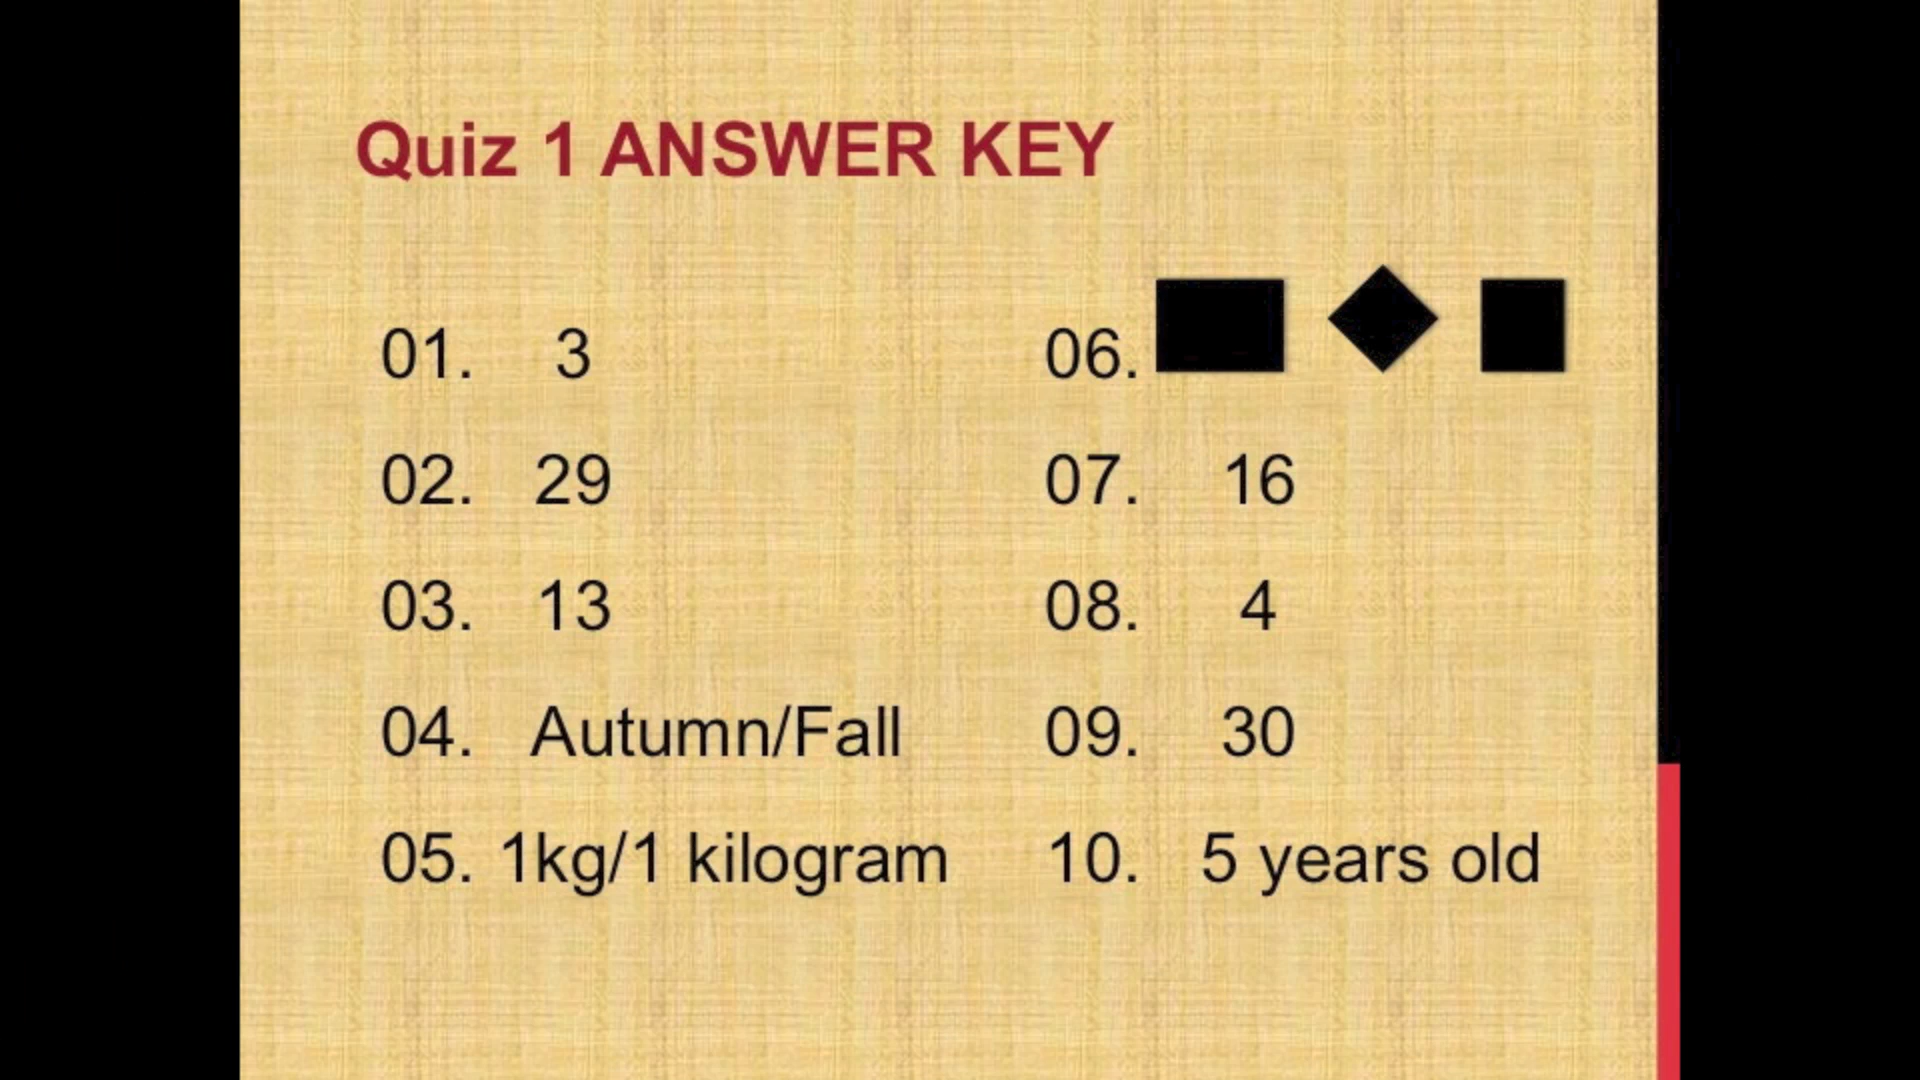 Quiz 1 ANSWER KEY
01. 3
02. 29
03. 13
04. Autumn/Fall
05. 1kg/1 kilogram
06.
07. 16
08. 4
09. 30
10. 5 years old